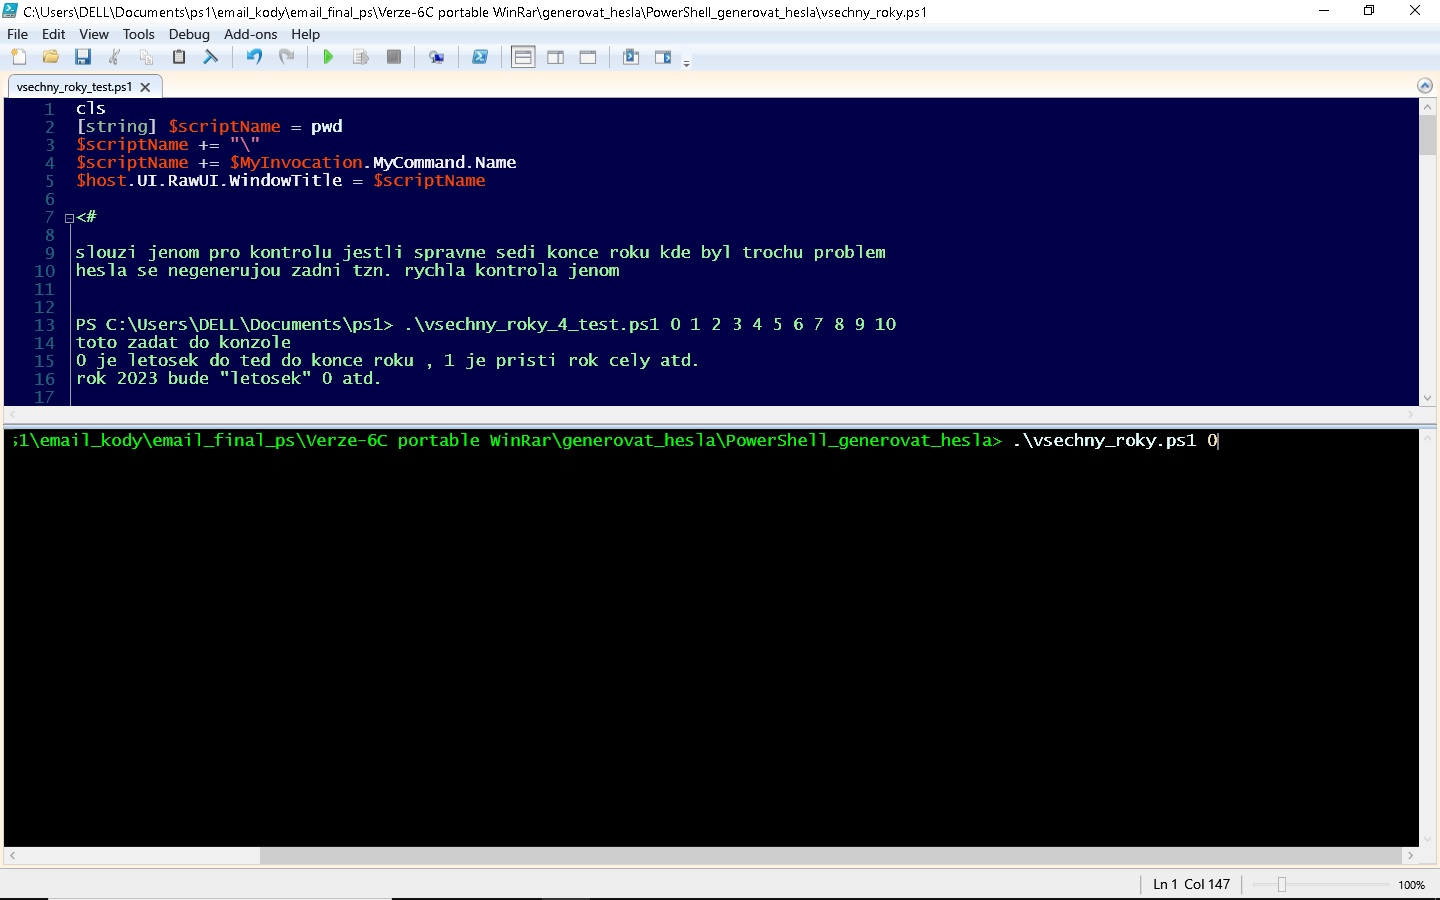 C:\Users\DELL\Documents\ps1\email_kody\email_final_ps\Verze-6C portable WinRar\generovat_hesla\PowerShell_generovat_hesla\vsechny_roky.ps1
File Edit View Tools Debug Add-ons Help
vsechny_roky_test.ps1
1 cls
2 [string] $scriptName = pwd
3 $scriptName += "\"
4 $scriptName += $MyInvocation.MyCommand.Name
5 $host.UI.RawUI.WindowTitle = $scriptName
6
7 <#
8
9 slouzi jenom pro kontrolu jestli spravne sedi konce roku kde byl trochu problem
10 hesla se negenerujou zadni tzn. rychla kontrola jenom
11
12
13 PS C:\Users\DELL\Documents\ps1> .\vsechny_roky_4_test.ps1 0 1 2 3 4 5 6 7 8 9 10
14 toto zadat do konzole
15 0 je letosek do ted do konce roku , 1 je pristi rok cely atd.
16 rok 2023 bude "letosek" 0 atd.
17
s1\email_kody\email_final_ps\Verze-6C portable WinRar\generovat_hesla\PowerShell_generovat_hesla> .\vsechny_roky.ps1 0
Ln 1 Col 147 100%